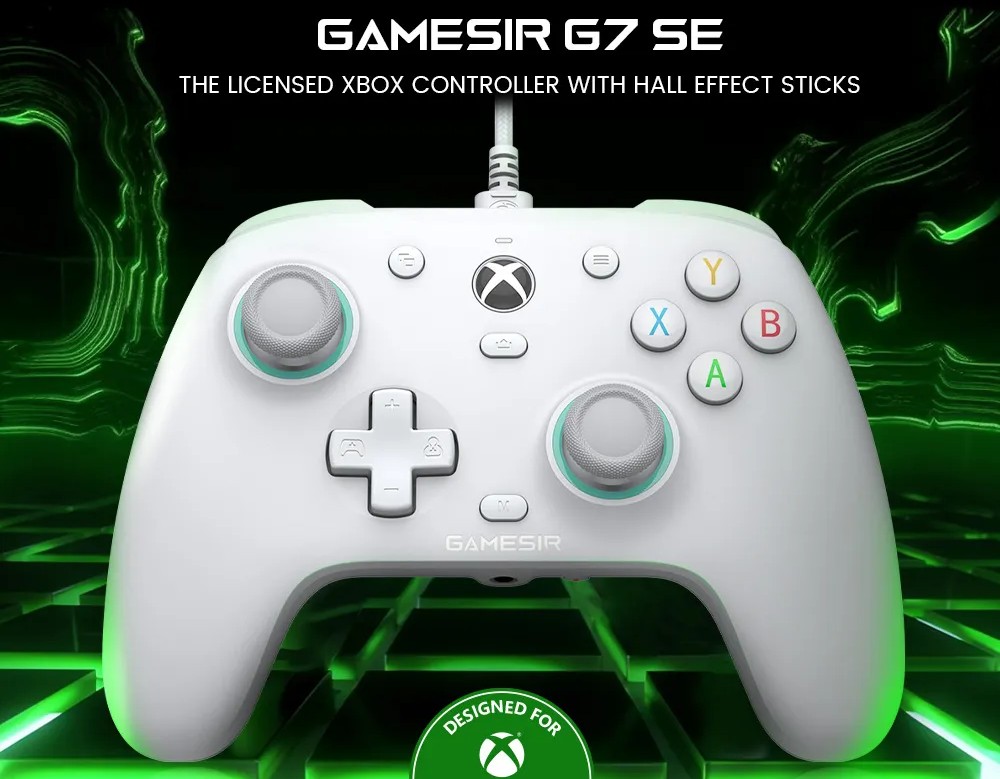 GAMESIR G7 SE
THE LICENSED XBOX CONTROLLER WITH HALL EFFECT STICKS
Y
X
B
A
M
GAMESIR
DESIGNED FOR